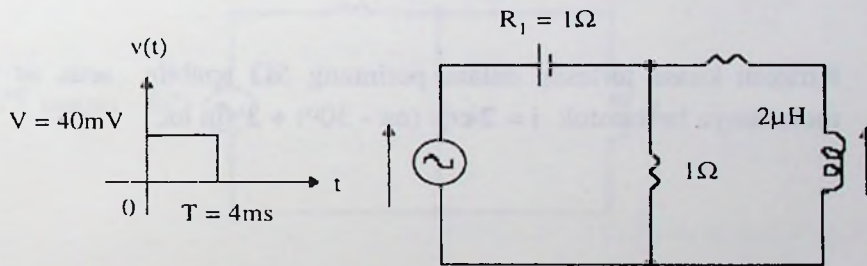 R₁ = 1Ω
v(t)
V = 40mV
2μH
1Ω
t
0
T = 4ms